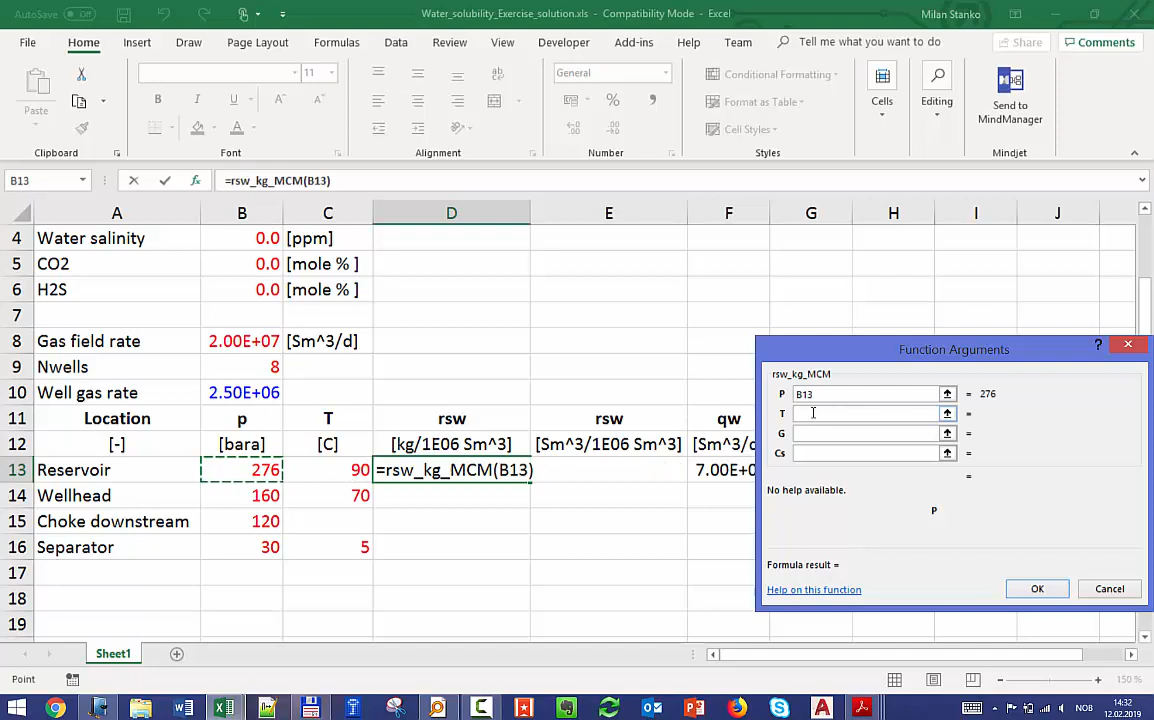 AutoSave Off Water_solubility_Exercise_solution.xls - Compatibility Mode - Excel Milan Stanko
File Home Insert Draw Page Layout Formulas Data Review View Developer Add-ins Help Team Tell me what you want to do Share Comments
11 General Conditional Formatting
Format as Table
Cell Styles
Paste B I U A A A % Cells Editing Send to
MindManager
Clipboard Font Alignment Number Styles Mindjet
B13 fx =rsw_kg_MCM(B13)
A B C D E F G H I J
4 Water salinity 0.0 [ppm]
5 CO2 0.0 [mole % ]
6 H2S 0.0 [mole % ]
7
8 Gas field rate 2.00E+07 [Sm^3/d]
9 Nwells 8
10 Well gas rate 2.50E+06
11 Location p T rsw rsw qw
12 [-] [bara] [C] [kg/1E06 Sm^3] [Sm^3/1E06 Sm^3] [Sm^3/d
13 Reservoir 276 90 =rsw_kg_MCM(B13) 7.00E+0
14 Wellhead 160 70
15 Choke downstream 120
16 Separator 30 5
17
18
19
Function Arguments ?
rsw_kg_MCM
P B13 = 276
T =
G =
Cs =
=
No help available.
P
Formula result =
Help on this function OK Cancel
Sheet1
Point 150 %
NOB 14:32
12.02.2019